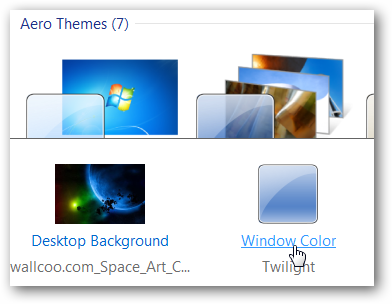 Aero Themes (7)
Desktop Background
Window Color
wallcoo.com_Space_Art_C...
Twilight